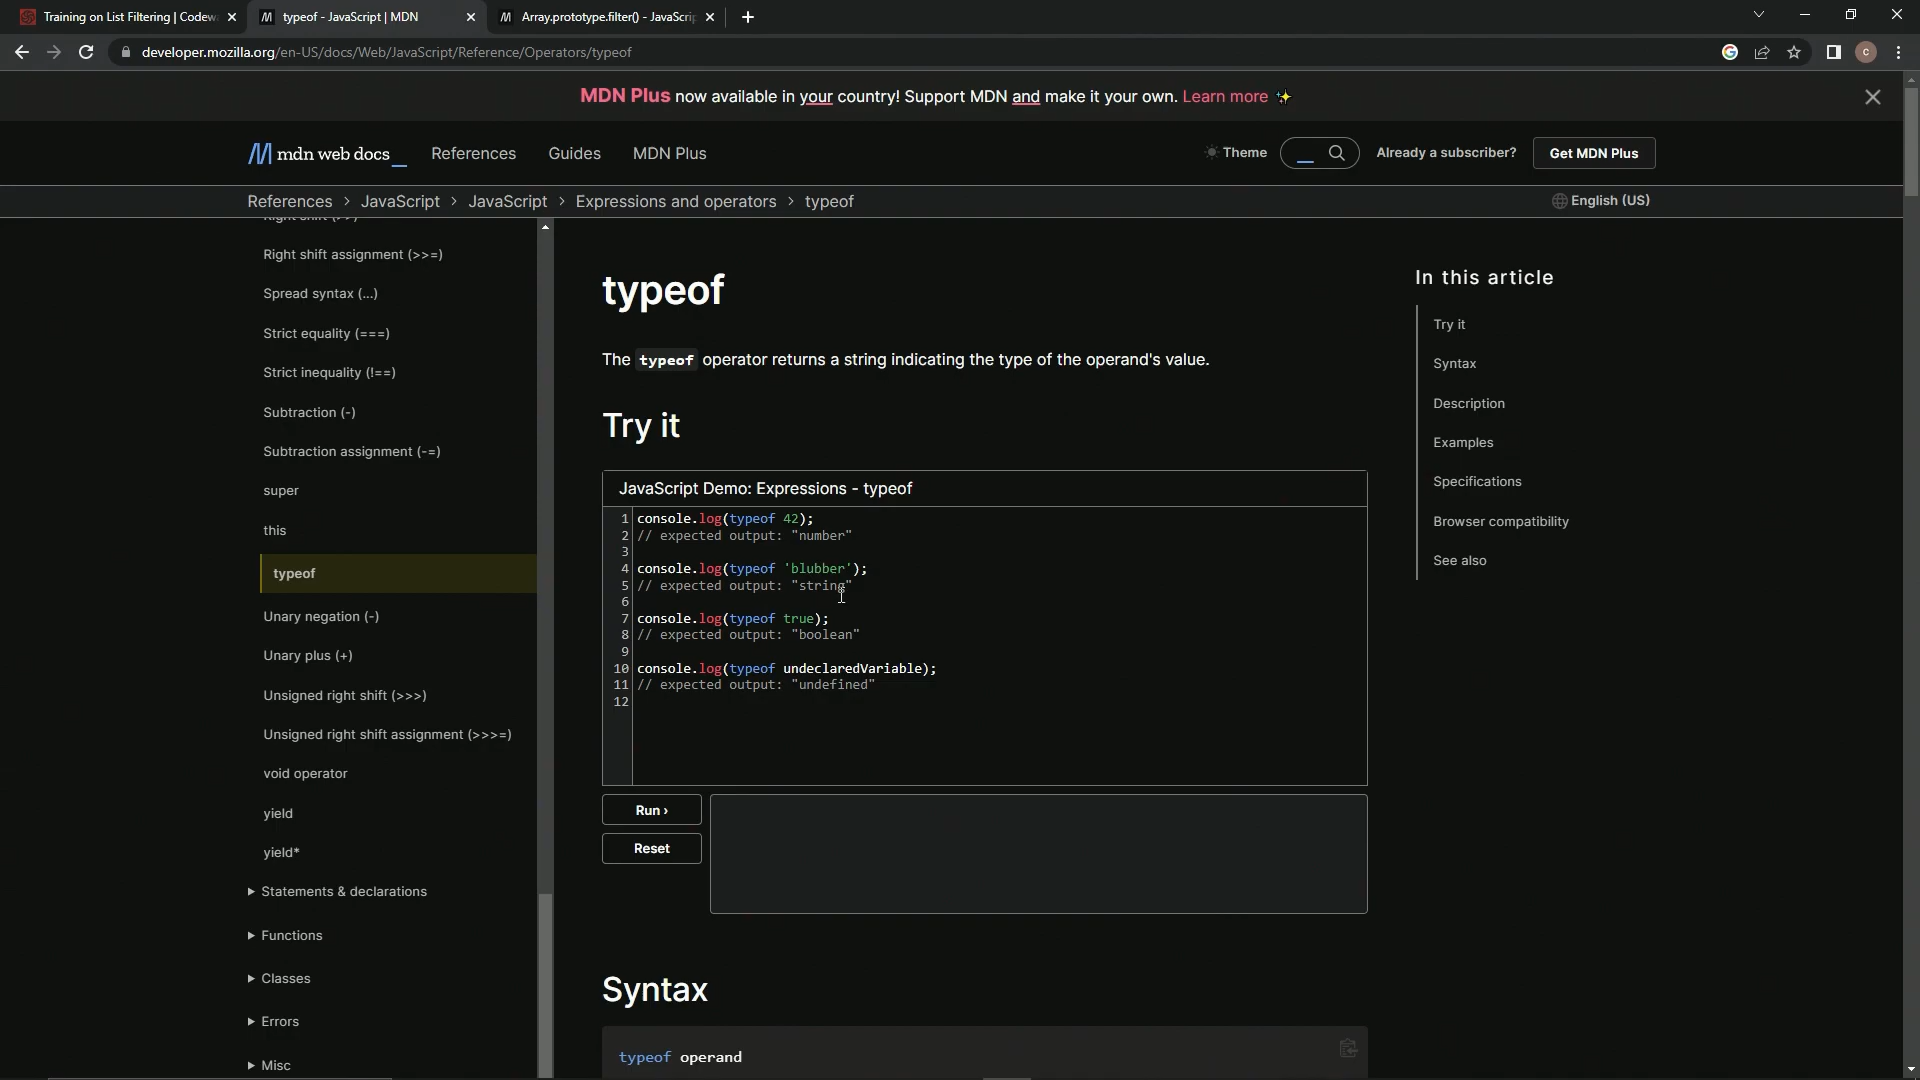 Training on List Filtering | Codew
typeof - JavaScript | MDN
Array.prototype.filter() - JavaScrip
developer.mozilla.org/en-US/docs/Web/JavaScript/Reference/Operators/typeof
c
MDN Plus now available in your country! Support MDN and make it your own. Learn more ✨
mdn web docs_
References
Guides
MDN Plus
Theme
Already a subscriber?
Get MDN Plus
References > JavaScript > JavaScript > Expressions and operators > typeof
English (US)
Right shift (>>)
Right shift assignment (>>=)
Spread syntax (...)
Strict equality (===)
Strict inequality (!==)
Subtraction (-)
Subtraction assignment (-=)
super
this
typeof
Unary negation (-)
Unary plus (+)
Unsigned right shift (>>>)
Unsigned right shift assignment (>>>=)
void operator
yield
yield*
Statements & declarations
Functions
Classes
Errors
Misc
typeof
The typeof operator returns a string indicating the type of the operand's value.
Try it
JavaScript Demo: Expressions - typeof
1 console.log(typeof 42);
2 // expected output: "number"
3
4 console.log(typeof 'blubber');
5 // expected output: "string"
6
7 console.log(typeof true);
8 // expected output: "boolean"
9
10 console.log(typeof undeclaredVariable);
11 // expected output: "undefined"
12
Run ›
Reset
Syntax
typeof operand
In this article
Try it
Syntax
Description
Examples
Specifications
Browser compatibility
See also